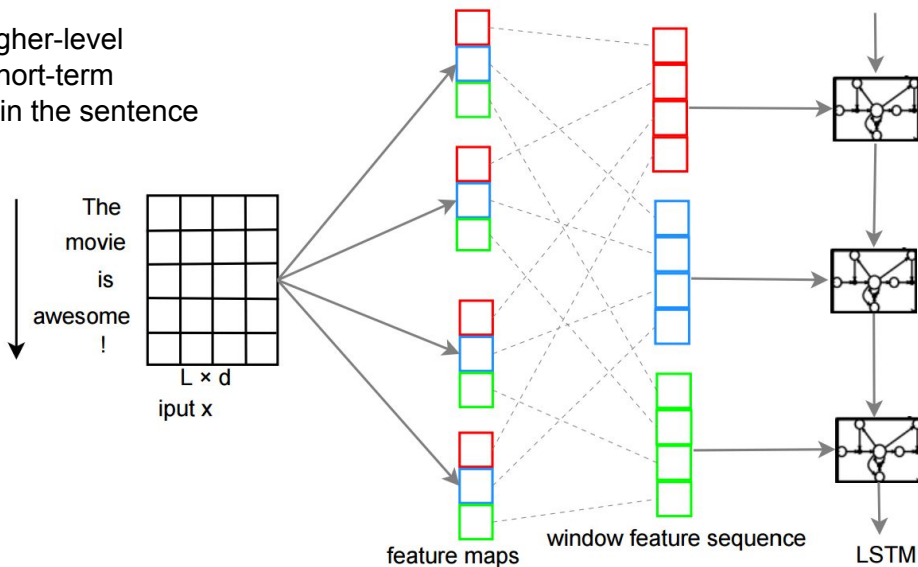 gher-level
hort-term
in the sentence
The
movie
is
awesome
!
L × d
iput x
feature maps
window feature sequence
LSTM